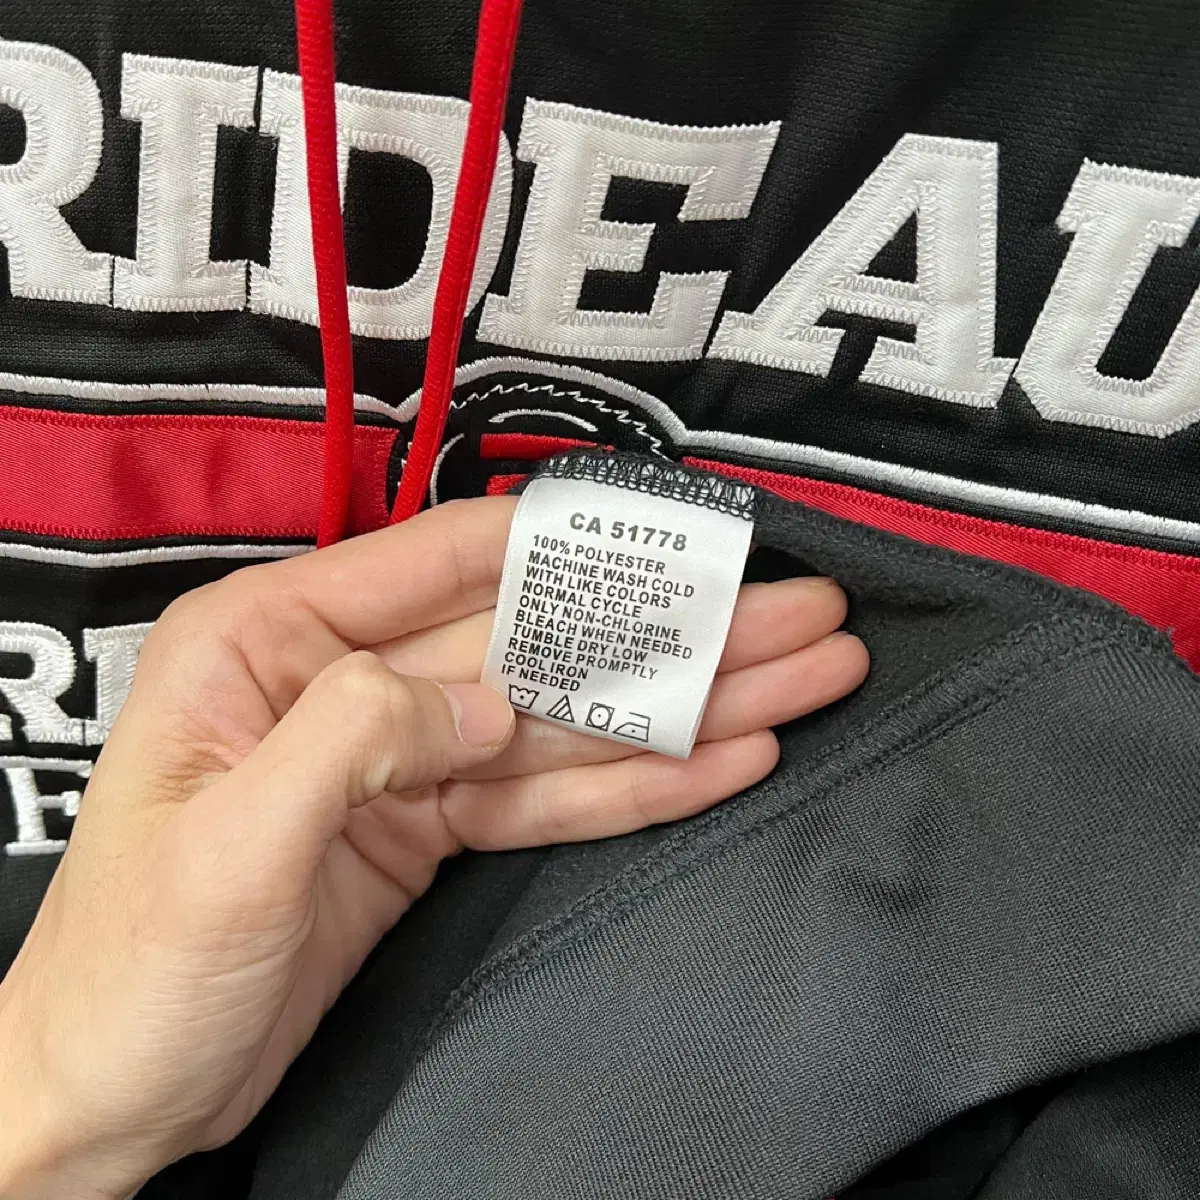 RIDEAU
CA 51778
100% POLYESTER
MACHINE WASH COLD
WITH LIKE COLORS
NORMAL CYCLE
ONLY NON-CHLORINE
BLEACH WHEN NEEDED
TUMBLE DRY LOW
REMOVE PROMPTLY
COOL IRON
IF NEEDED
RI
F